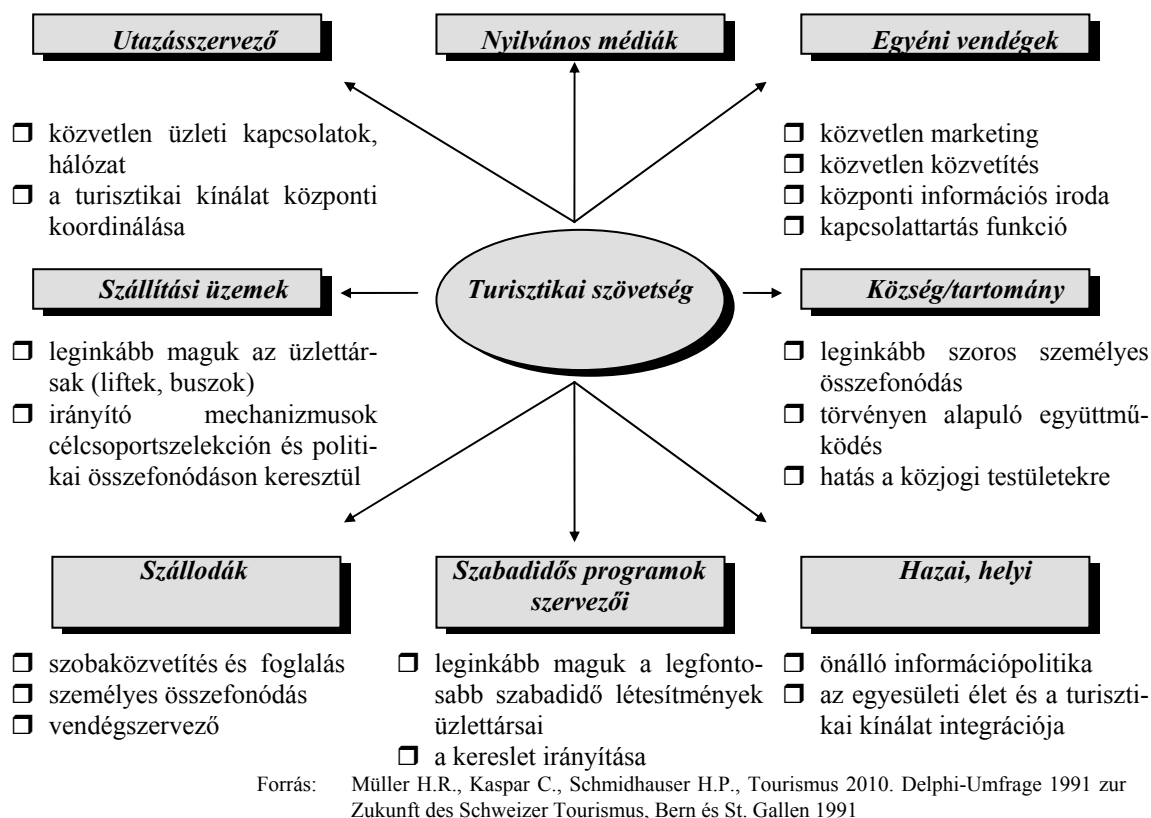 Utazásszervező
Nyilvános médiák
Egyéni vendégek
❒ közvetlen üzleti kapcsolatok,
hálózat
❒ a turisztikai kínálat központi
koordinálása
❒ közvetlen marketing
❒ közvetlen közvetítés
❒ központi információs iroda
❒ kapcsolattartás funkció
Szállítási üzemek
Turisztikai szövetség
Község/tartomány
❒ leginkább maguk az üzlettár-
sak (liftek, buszok)
❒ irányító mechanizmusok
célcsoportszelekción és politi-
kai összefonódáson keresztül
❒ leginkább szoros személyes
összefonódás
❒ törvényen alapuló együttmű-
ködés
❒ hatás a közjogi testületekre
Szállodák
Szabadidős programok
szervezői
Hazai, helyi
❒ szobaközvetítés és foglalás
❒ személyes összefonódás
❒ vendégszervező
❒ leginkább maguk a legfonto-
sabb szabadidő létesítmények
üzlettársai
❒ a kereslet irányítása
❒ önálló információpolitika
❒ az egyesületi élet és a turiszti-
kai kínálat integrációja
Forrás: Müller H.R., Kaspar C., Schmidhauser H.P., Tourismus 2010. Delphi-Umfrage 1991 zur
Zukunft des Schweizer Tourismus, Bern és St. Gallen 1991